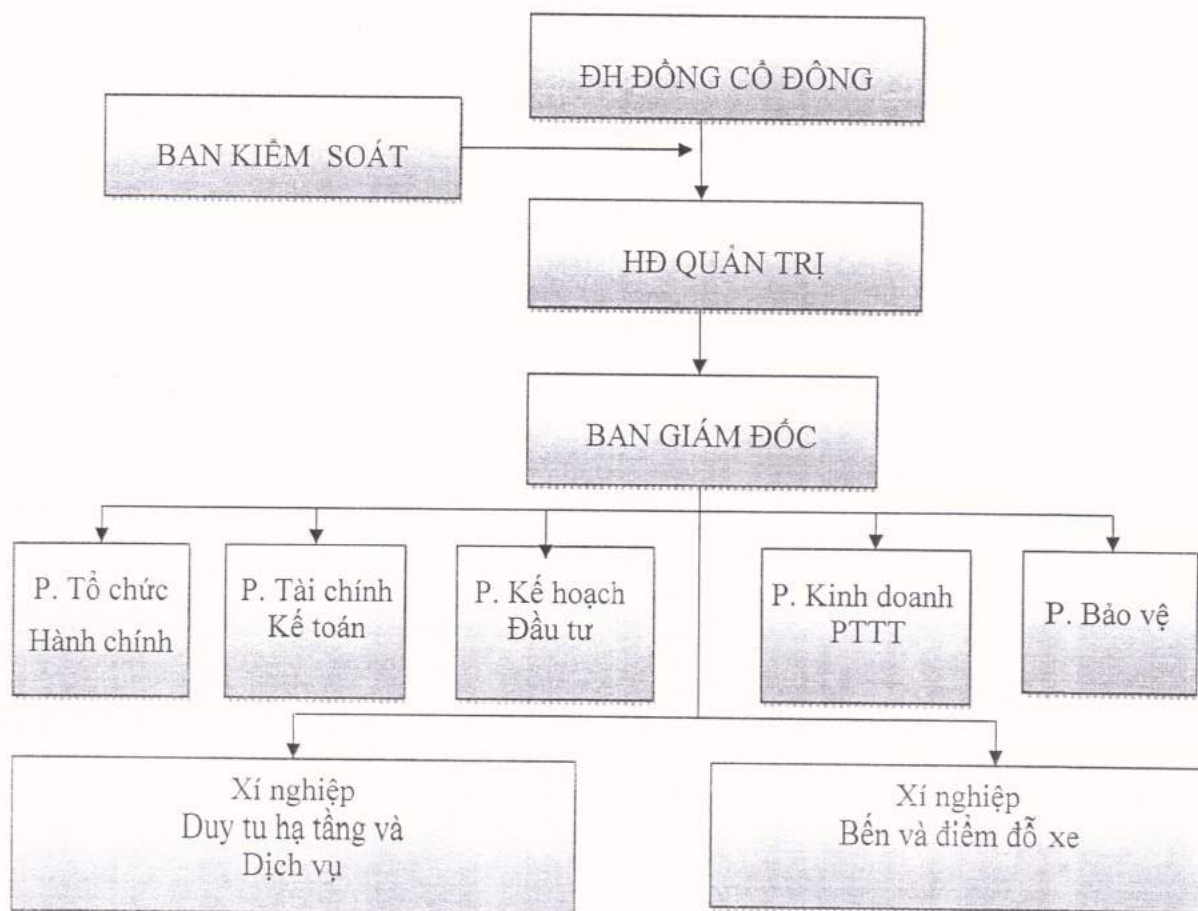 ĐH ĐỒNG CỔ ĐÔNG
BAN KIỂM SOÁT
HĐ QUẢN TRỊ
BAN GIÁM ĐỐC
P. Tổ chức
Hành chính
P. Tài chính
Kế toán
P. Kế hoạch
Đầu tư
P. Kinh doanh
PTTT
P. Bảo vệ
Xí nghiệp
Duy tu hạ tầng và
Dịch vụ
Xí nghiệp
Bến và điểm đỗ xe